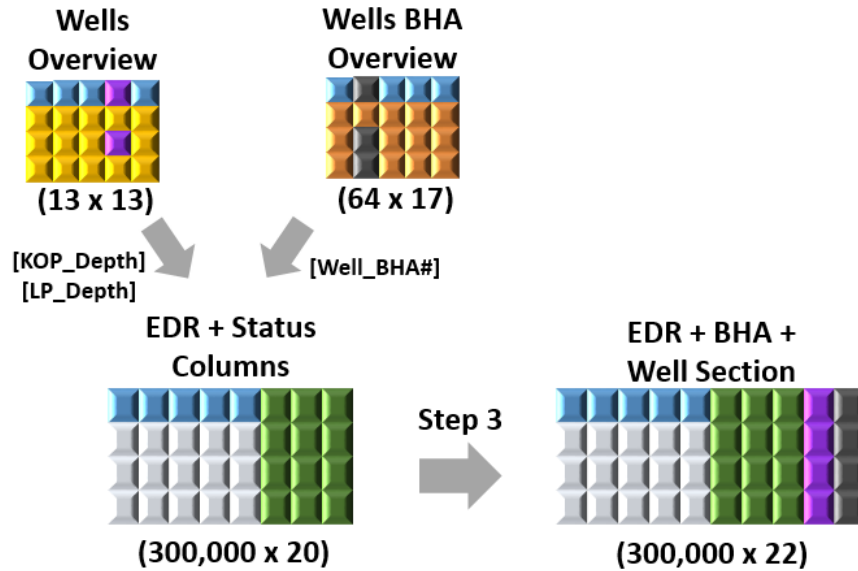 Wells
Overview
(13 x 13)
Wells BHA
Overview
(64 x 17)
[KOP_Depth]
[LP_Depth]
[Well_BHA#]
EDR + Status
Columns
(300,000 x 20)
Step 3
EDR + BHA +
Well Section
(300,000 x 22)